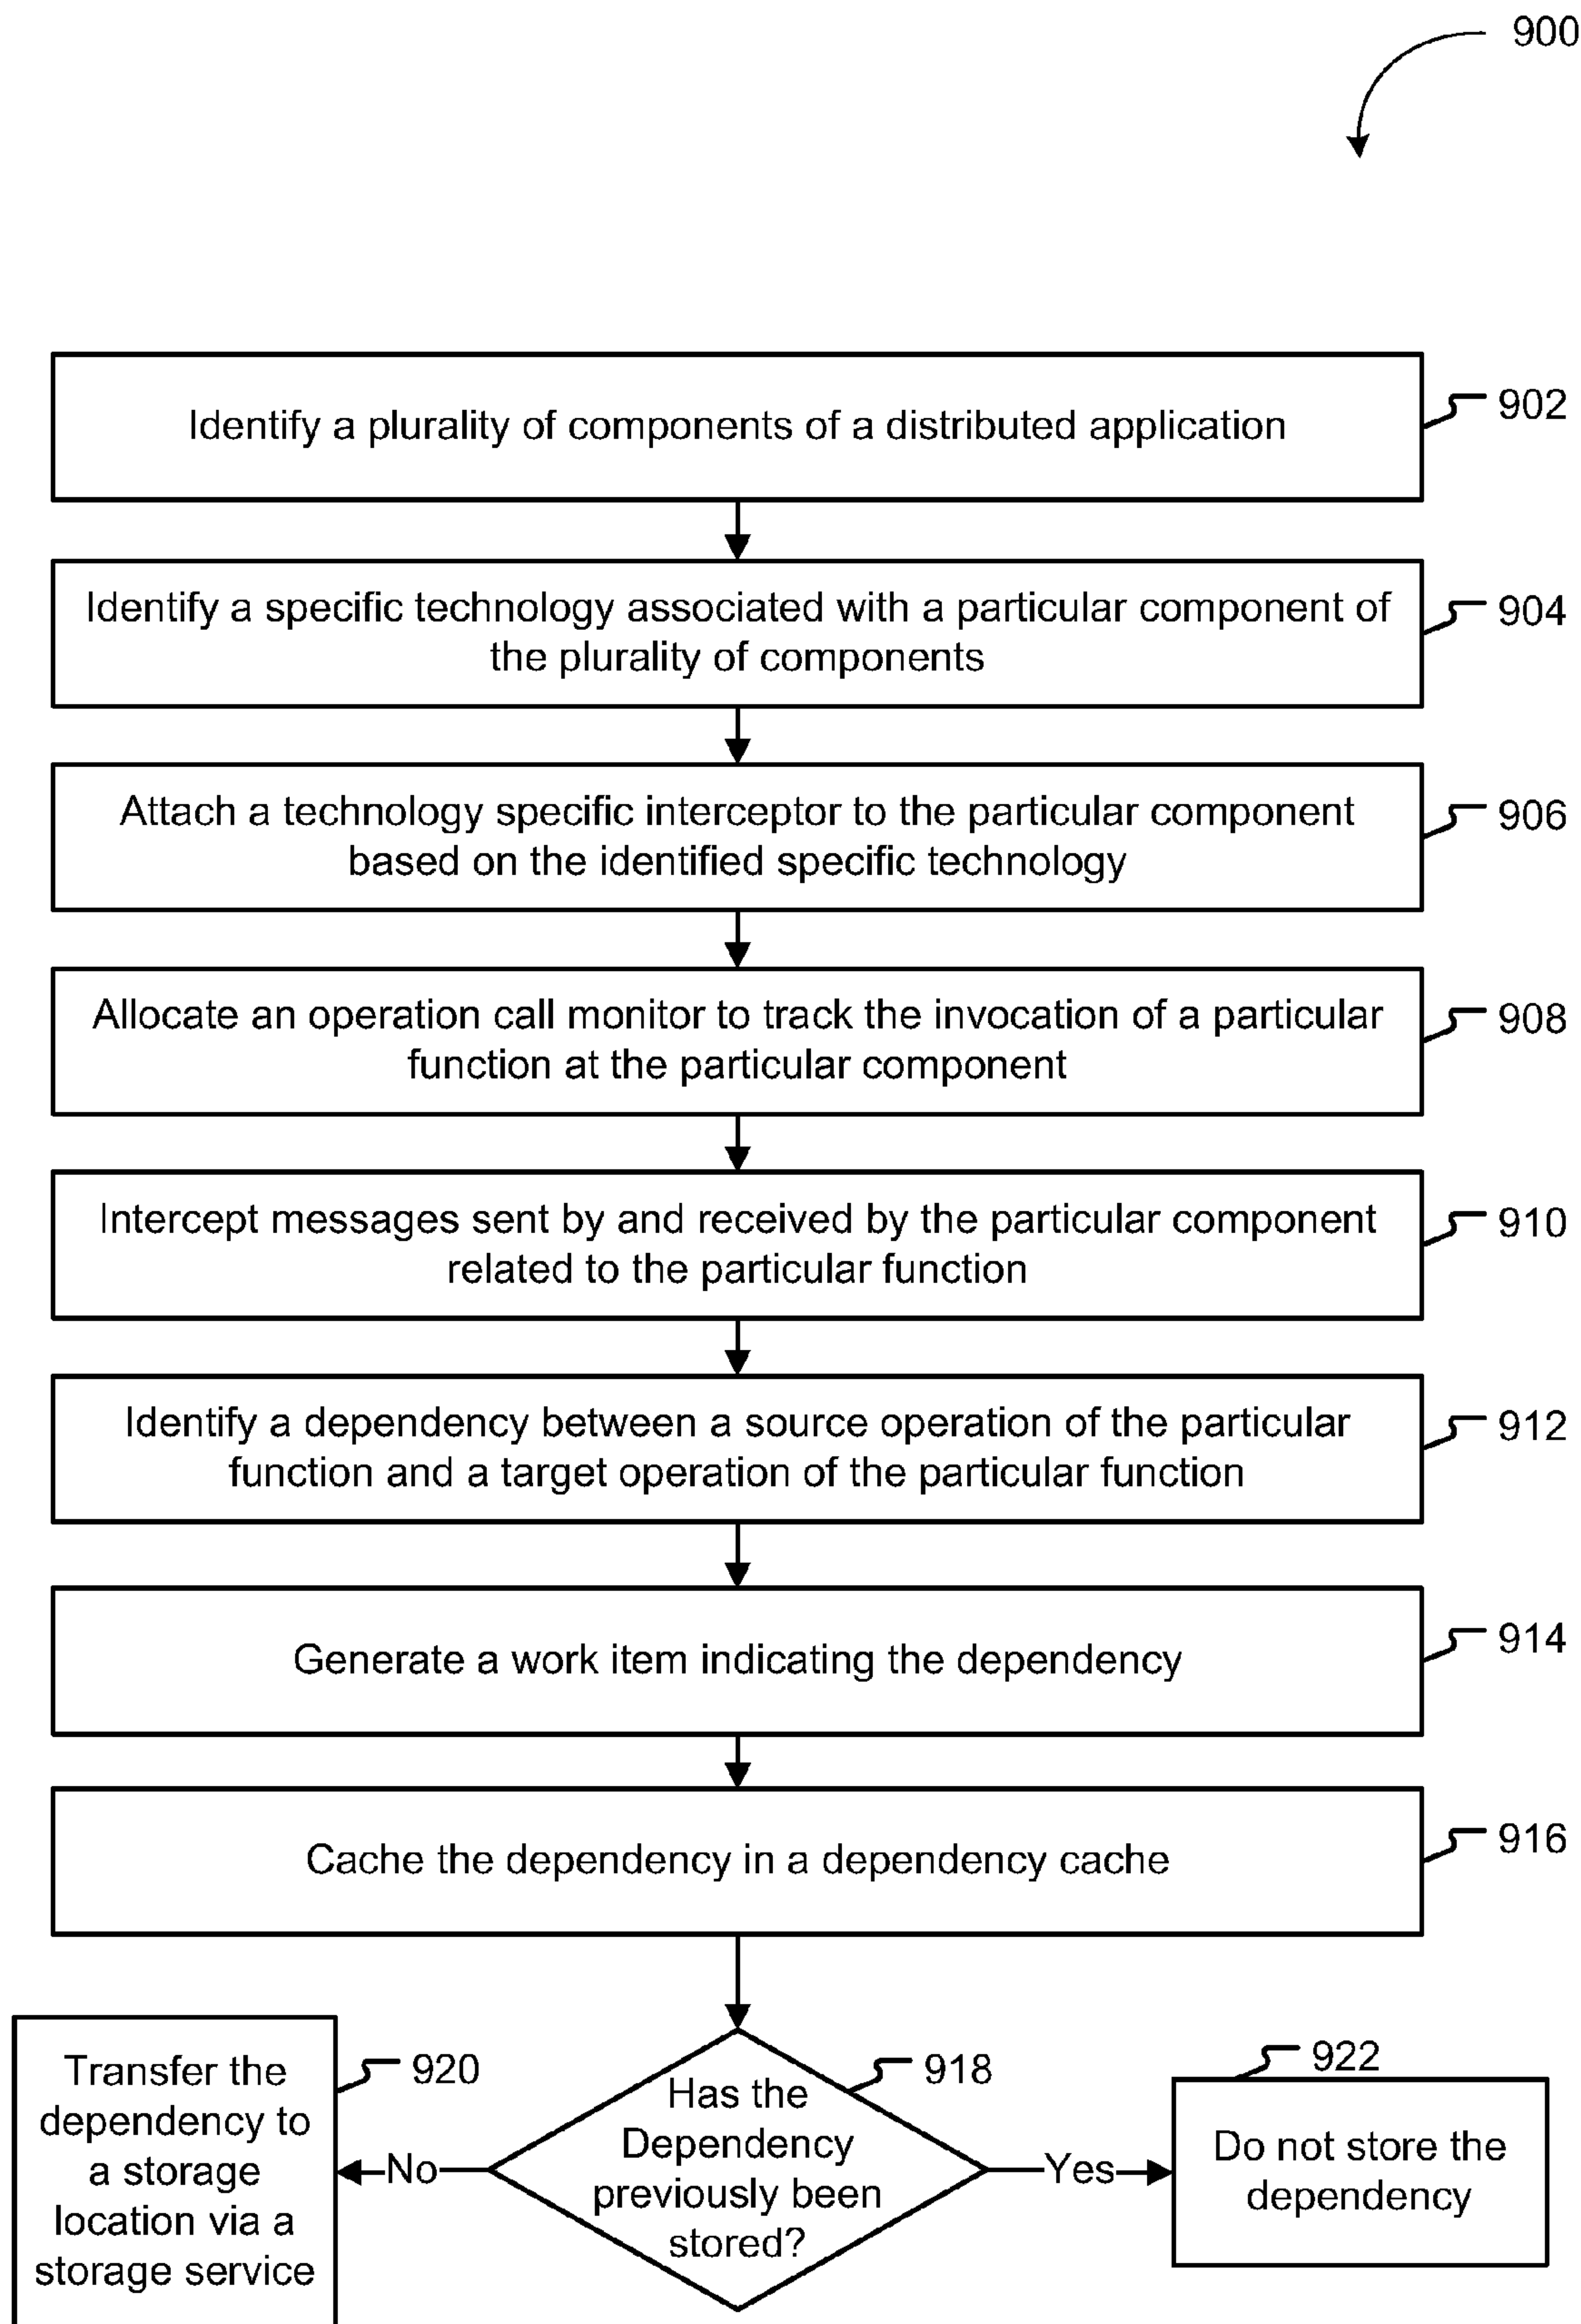 900
Identify a plurality of components of a distributed application
902
Identify a specific technology associated with a particular component of
the plurality of components
904
Attach a technology specific interceptor to the particular component
based on the identified specific technology
906
Allocate an operation call monitor to track the invocation of a particular
function at the particular component
908
Intercept messages sent by and received by the particular component
related to the particular function
910
Identify a dependency between a source operation of the particular
function and a target operation of the particular function
912
Generate a work item indicating the dependency
914
Cache the dependency in a dependency cache
916
Transfer the
dependency to
a storage
location via a
storage service
920
No
Has the
Dependency
previously been
stored?
918
Yes
922
Do not store the
dependency